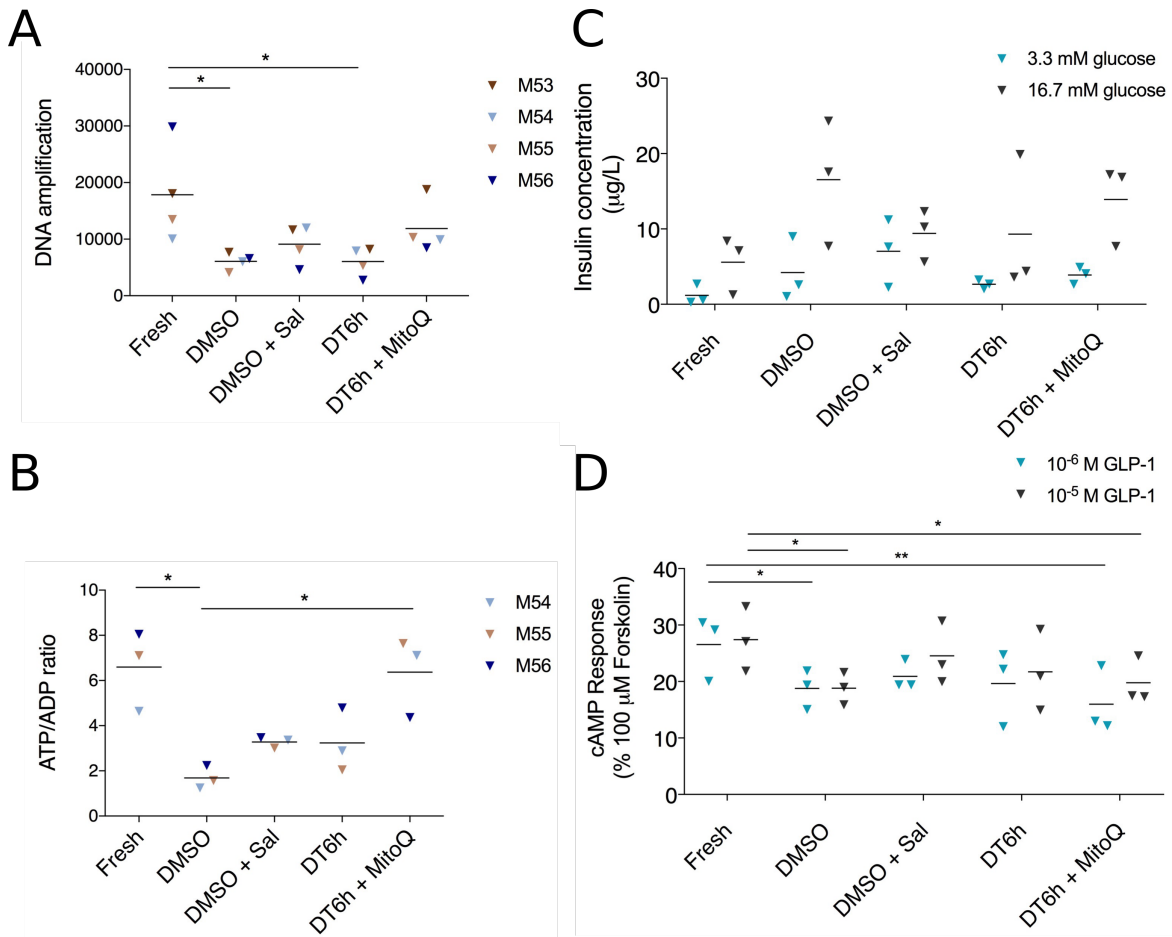 A
DNA amplification
40000
30000
20000
10000
0
*
*
M53
M54
M55
M56
Fresh
DMSO
DMSO + Sal
DT6h
DT6h + MitoQ
C
Insulin concentration
(µg/L)
30
20
10
0
3.3 mM glucose
16.7 mM glucose
Fresh
DMSO
DMSO + Sal
DT6h
DT6h + MitoQ
B
ATP/ADP ratio
10
8
6
4
2
0
*
*
M54
M55
M56
Fresh
DMSO
DMSO + Sal
DT6h
DT6h + MitoQ
D
10-6 M GLP-1
10-5 M GLP-1
cAMP Response
(% 100 µM Forskolin)
40
30
20
10
0
*
*
**
*
Fresh
DMSO
DMSO + Sal
DT6h
DT6h + MitoQ